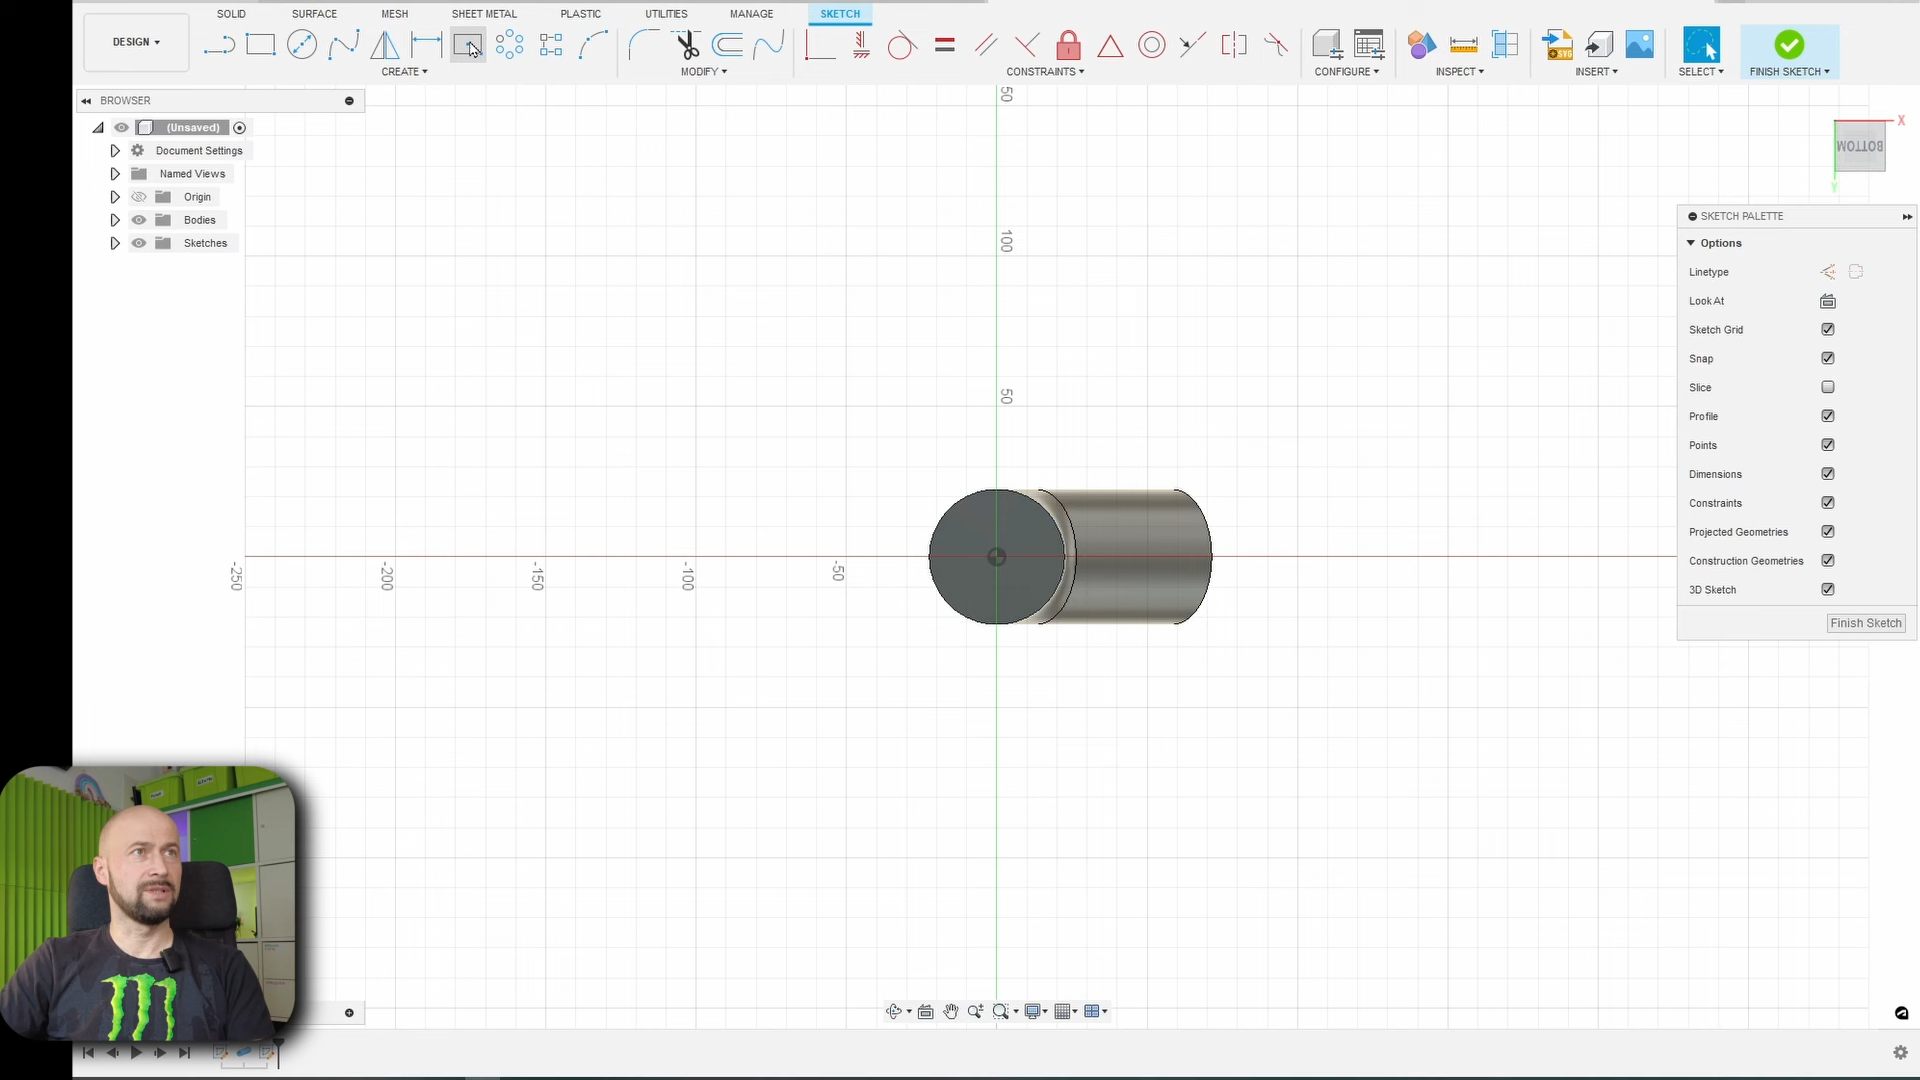 SOLID SURFACE MESH SHEET METAL PLASTIC UTILITIES MANAGE SKETCH
DESIGN
CREATE MODIFY CONSTRAINTS CONFIGURE INSPECT INSERT SELECT FINISH SKETCH
BROWSER
(Unsaved)
Document Settings
Named Views
Origin
Bodies
Sketches
50
100
50
-250
-200
-150
-100
-50
X
BOTTOM
Y
SKETCH PALETTE
Options
Linetype
Look At
Sketch Grid
Snap
Slice
Profile
Points
Dimensions
Constraints
Projected Geometries
Construction Geometries
3D Sketch
Finish Sketch
SVG